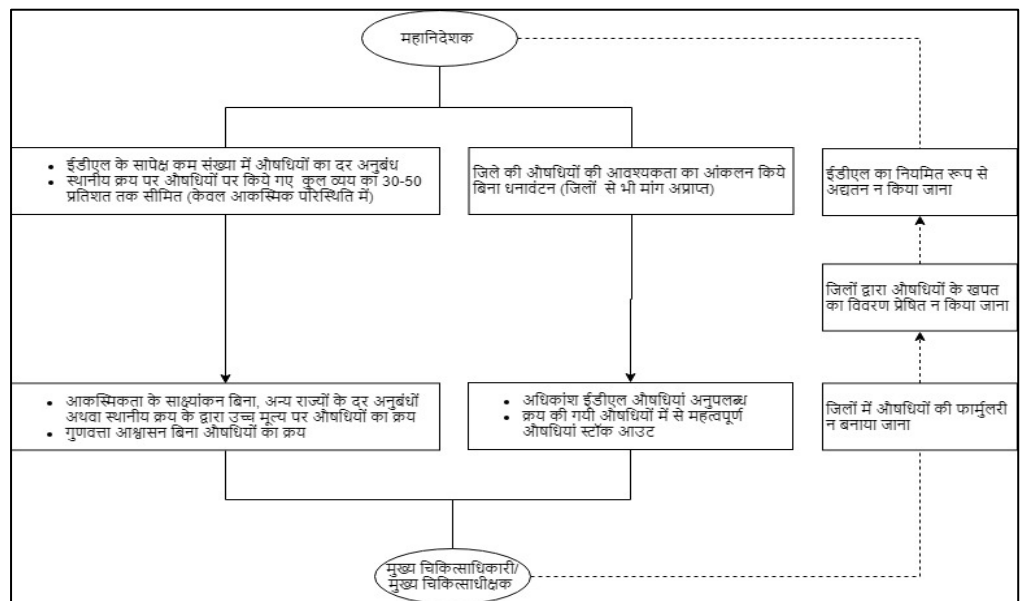 महानिदेशक
• ईडीएल के सापेक्ष कम संख्या में औषधियों का दर अनुबंध
• स्थानीय क्रय पर औषधियों पर किये गए कुल व्यय का 30-50
प्रतिशत तक सीमित (केवल आकस्मिक परिस्थिति में)
जिले की औषधियों की आवश्यकता का आंकलन किये
बिना धनावंटन (जिलों से भी मांग अप्राप्त)
ईडीएल का नियमित रूप से
अद्यतन न किया जाना
जिलों द्वारा औषधियों के खपत
का विवरण प्रेषित न किया जाना
• आकस्मिकता के साक्ष्यांकन बिना, अन्य राज्यों के दर अनुबंधों
अथवा स्थानीय क्रय के द्वारा उच्च मूल्य पर औषधियों का क्रय
• गुणवत्ता आश्वासन बिना औषधियों का क्रय
• अधिकांश ईडीएल औषधियां अनुपलब्ध
• क्रय की गयी औषधियों में से महत्वपूर्ण
औषधियां स्टॉक आउट
जिलों में औषधियों की फार्मुलरी
न बनाया जाना
मुख्य चिकित्साधिकारी/
मुख्य चिकित्साधीक्षक